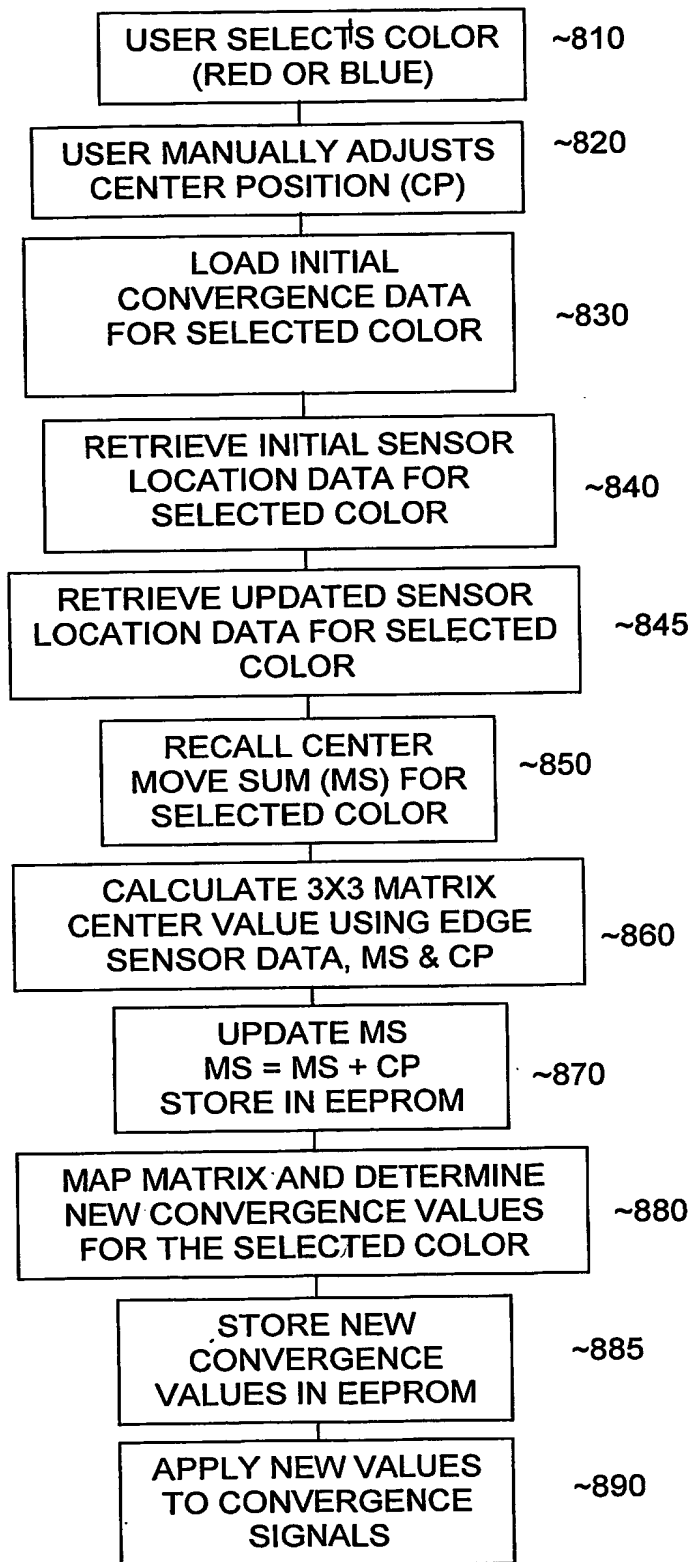 USER SELECTS COLOR
(RED OR BLUE)
~810
USER MANUALLY ADJUSTS
CENTER POSITION (CP)
~820
LOAD INITIAL
CONVERGENCE DATA
FOR SELECTED COLOR
~830
RETRIEVE INITIAL SENSOR
LOCATION DATA FOR
SELECTED COLOR
~840
RETRIEVE UPDATED SENSOR
LOCATION DATA FOR SELECTED
COLOR
~845
RECALL CENTER
MOVE SUM (MS) FOR
SELECTED COLOR
~850
CALCULATE 3X3 MATRIX
CENTER VALUE USING EDGE
SENSOR DATA, MS & CP
~860
UPDATE MS
MS = MS + CP
STORE IN EEPROM
~870
MAP MATRIX AND DETERMINE
NEW CONVERGENCE VALUES
FOR THE SELECTED COLOR
~880
STORE NEW
CONVERGENCE
VALUES IN EEPROM
~885
APPLY NEW VALUES
TO CONVERGENCE
SIGNALS
~890